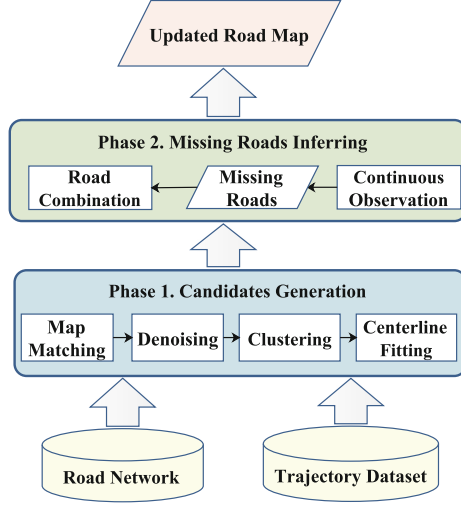 Updated Road Map
Phase 2. Missing Roads Inferring
Road
Combination
Missing
Roads
Continuous
Observation
Phase 1. Candidates Generation
Map
Matching
Denoising
Clustering
Centerline
Fitting
Road Network
Trajectory Dataset